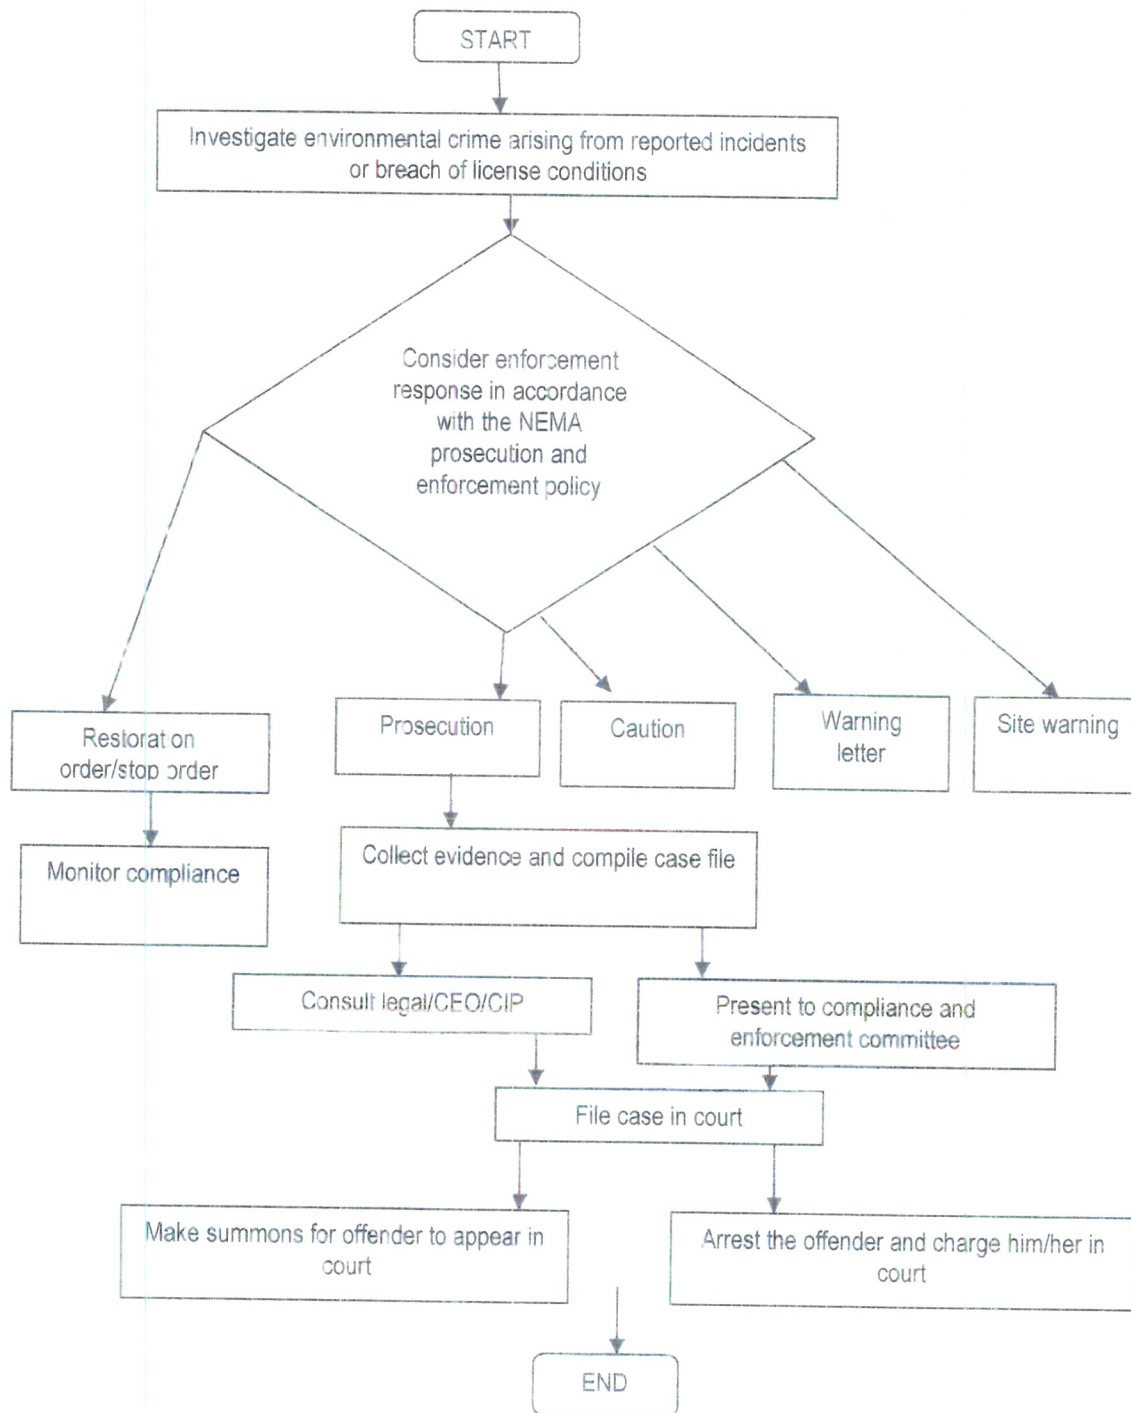 START
Investigate environmental crime arising from reported incidents
or breach of license conditions
Consider enforcement
response in accordance
with the NEMA
prosecution and
enforcement policy
Restoration
order/stop order
Prosecution
Caution
Warning
letter
Site warning
Monitor compliance
Collect evidence and compile case file
Consult legal/CEO/CIP
Present to compliance and
enforcement committee
File case in court
Make summons for offender to appear in
court
Arrest the offender and charge him/her in
court
END